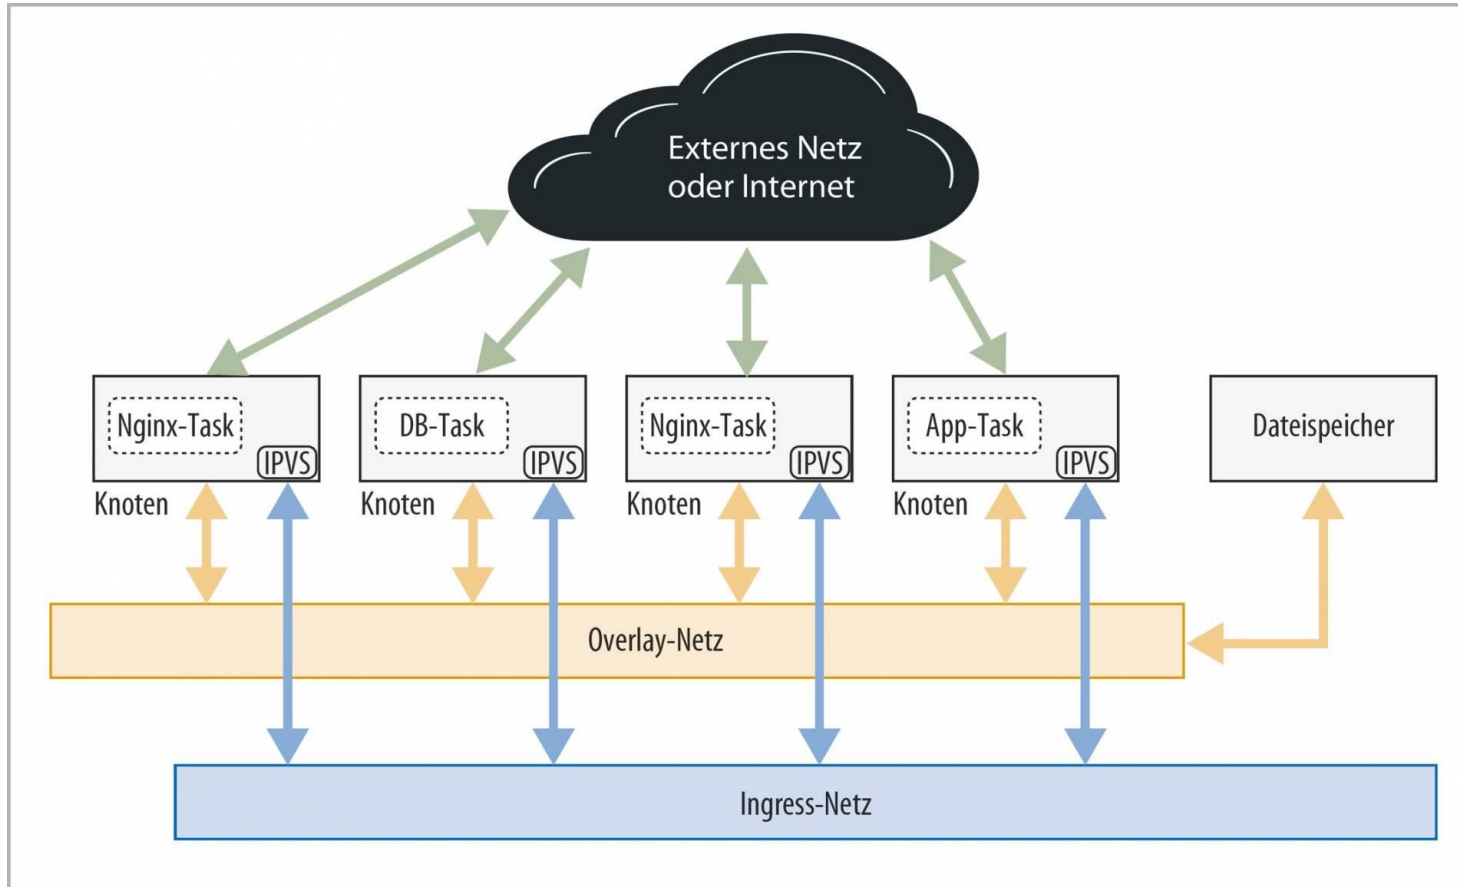 Externes Netz
oder Internet
Nginx-Task
IPVS
Knoten
DB-Task
IPVS
Knoten
Nginx-Task
IPVS
Knoten
App-Task
IPVS
Knoten
Dateispeicher
Overlay-Netz
Ingress-Netz